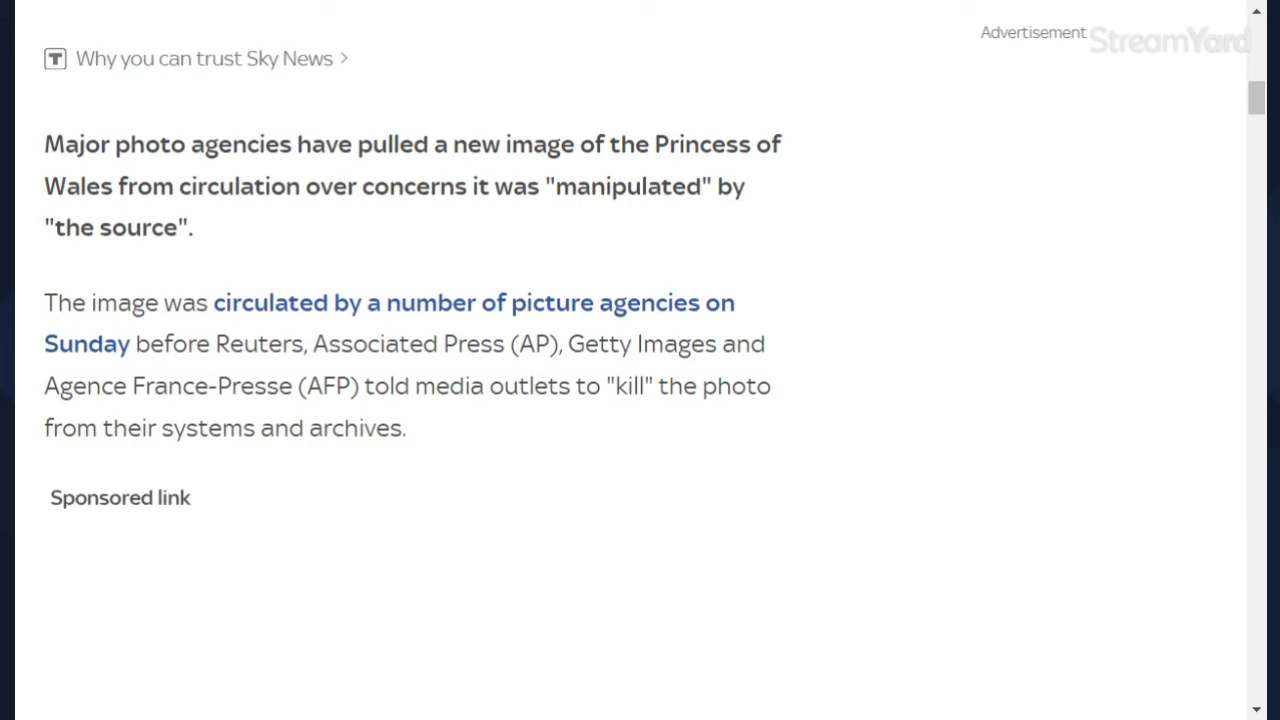 Advertisement
StreamYard
T Why you can trust Sky News >
Major photo agencies have pulled a new image of the Princess of
Wales from circulation over concerns it was "manipulated" by
"the source".
The image was circulated by a number of picture agencies on
Sunday before Reuters, Associated Press (AP), Getty Images and
Agence France-Presse (AFP) told media outlets to "kill" the photo
from their systems and archives.
Sponsored link